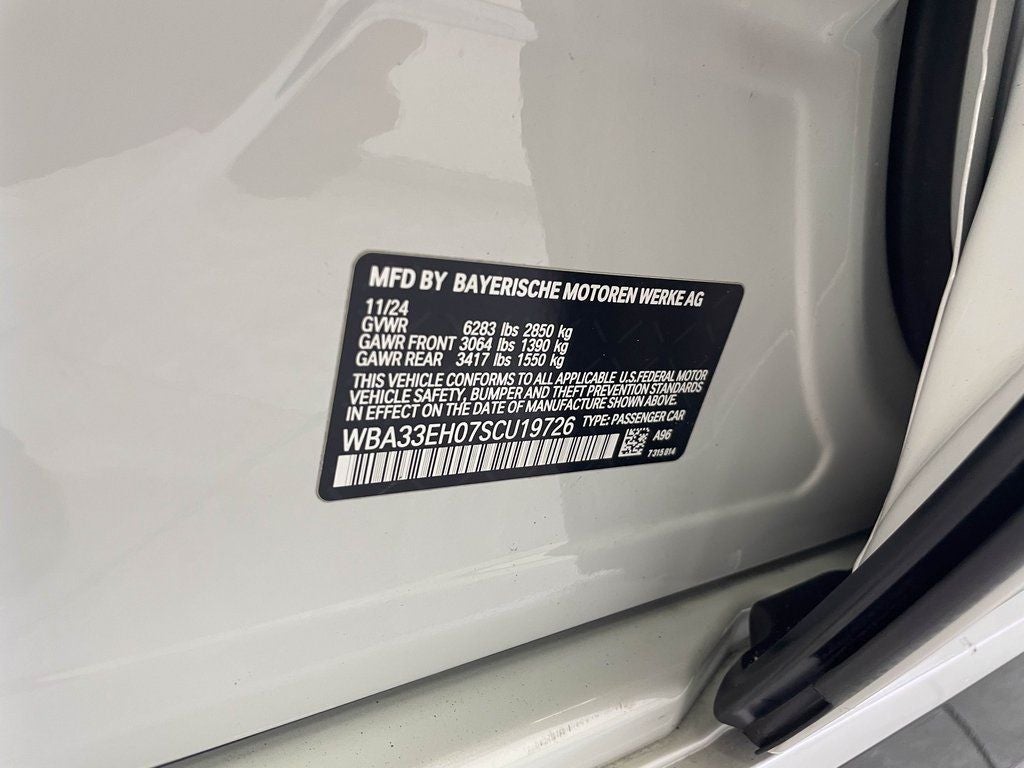 MFD BY BAYERISCHE MOTOREN WERKE AG
11/24
GVWR 6283 lbs 2850 kg
GAWR FRONT 3064 lbs 1390 kg
GAWR REAR 3417 lbs 1550 kg
THIS VEHICLE CONFORMS TO ALL APPLICABLE U.S.FEDERAL MOTOR
VEHICLE SAFETY, BUMPER AND THEFT PREVENTION STANDARDS
IN EFFECT ON THE DATE OF MANUFACTURE SHOWN ABOVE.
WBA33EH07SCU19726 TYPE: PASSENGER CAR
A96
7315814